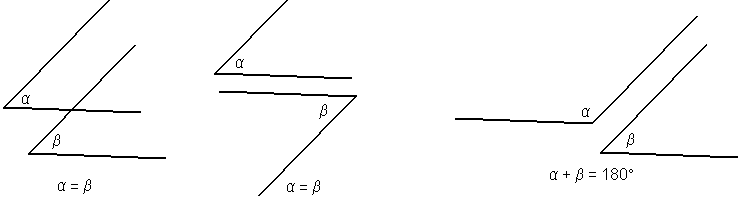 α
β
α = β
α
β
α = β
α
β
α + β = 180°